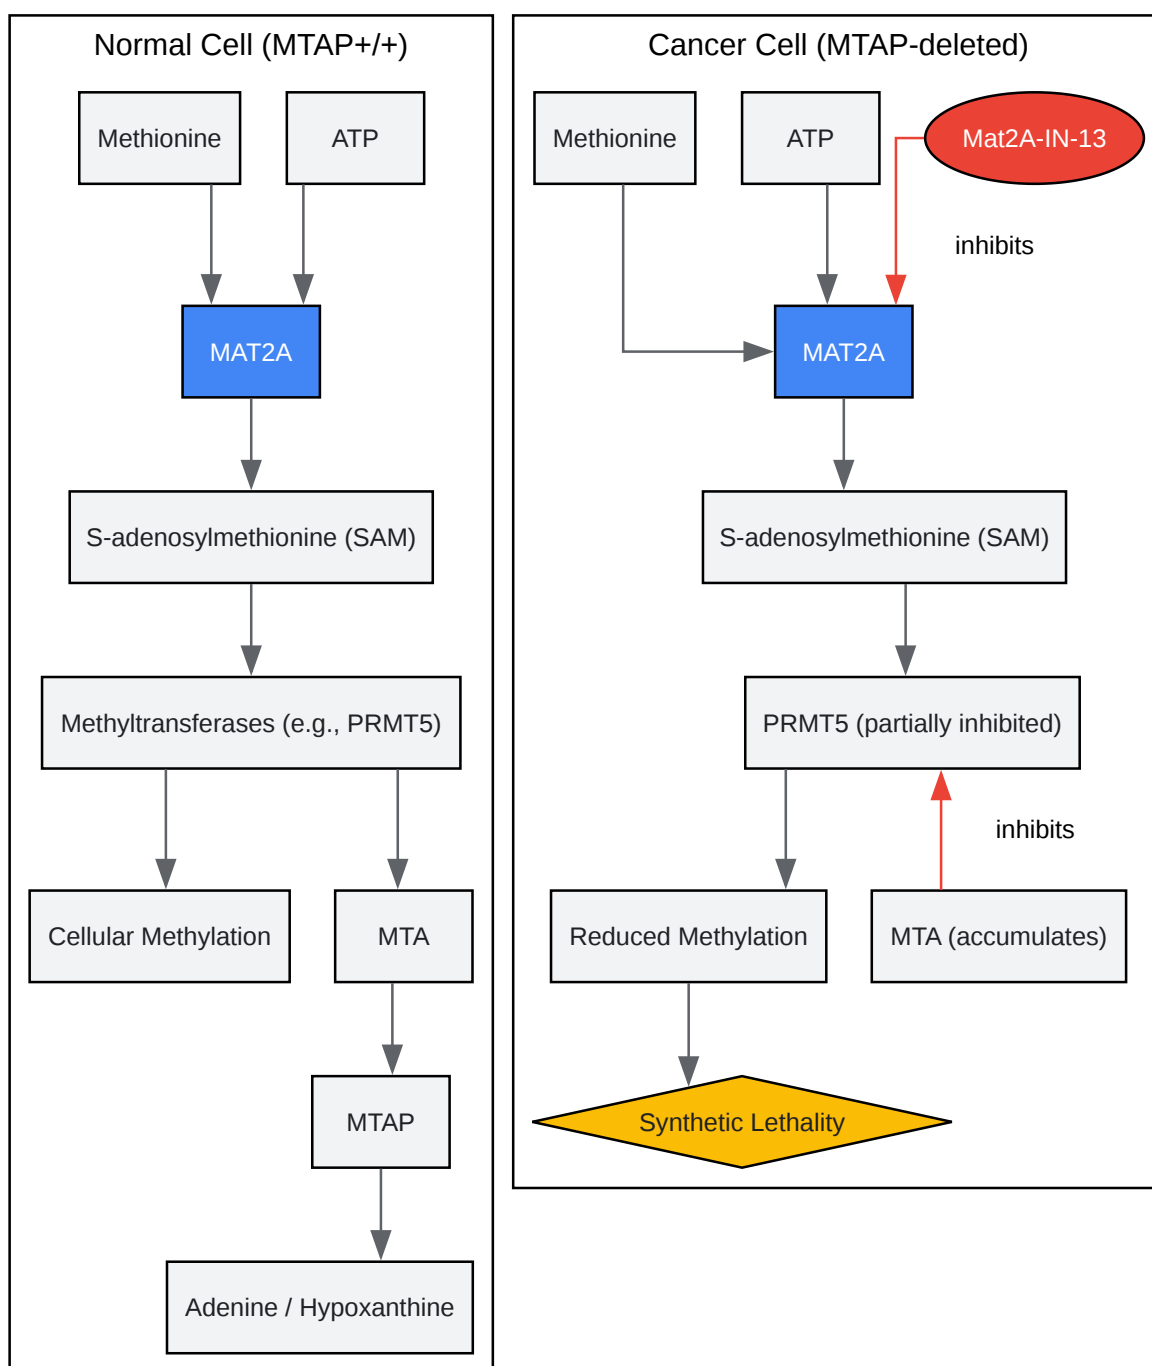 Normal Cell (MTAP+/+)
Methionine
ATP
MAT2A
S-adenosylmethionine (SAM)
Methyltransferases (e.g., PRMT5)
Cellular Methylation
MTA
MTAP
Adenine / Hypoxanthine
Cancer Cell (MTAP-deleted)
Methionine
ATP
Mat2A-IN-13
inhibits
MAT2A
S-adenosylmethionine (SAM)
PRMT5 (partially inhibited)
inhibits
Reduced Methylation
MTA (accumulates)
Synthetic Lethality